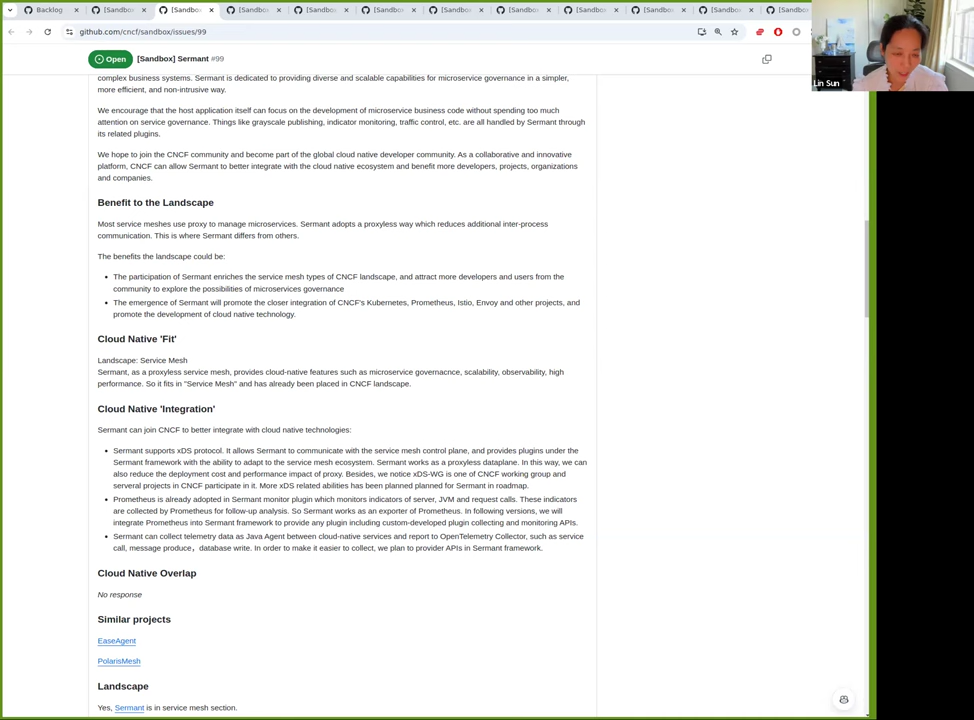 Backlog
[Sandbox
[Sandbox
[Sandbox
[Sandbox
[Sandbox
[Sandbox
[Sandbox
[Sandbox
[Sandbox
[Sandbox
[Sandbox
github.com/cncf/sandbox/issues/99
Open
[Sandbox] Sermant #99
Lin Sun
complex business systems. Sermant is dedicated to providing diverse and scalable capabilities for microservice governance in a simpler,
more efficient, and non-intrusive way.
We encourage that the host application itself can focus on the development of microservice business code without spending too much
attention on service governance. Things like grayscale publishing, indicator monitoring, traffic control, etc. are all handled by Sermant through
its related plugins.
We hope to join the CNCF community and become part of the global cloud native developer community. As a collaborative and innovative
platform, CNCF can allow Sermant to better integrate with the cloud native ecosystem and benefit more developers, projects, organizations
and companies.
Benefit to the Landscape
Most service meshes use proxy to manage microservices. Sermant adopts a proxyless way which reduces additional inter-process
communication. This is where Sermant differs from others.
The benefits the landscape could be:
• The participation of Sermant enriches the service mesh types of CNCF landscape, and attract more developers and users from the
community to explore the possibilities of microservices governance
• The emergence of Sermant will promote the closer integration of CNCF's Kubernetes, Prometheus, Istio, Envoy and other projects, and
promote the development of cloud native technology.
Cloud Native 'Fit'
Landscape: Service Mesh
Sermant, as a proxyless service mesh, provides cloud-native features such as microservice governacnce, scalability, observability, high
performance. So it fits in "Service Mesh" and has already been placed in CNCF landscape.
Cloud Native 'Integration'
Sermant can join CNCF to better integrate with cloud native technologies:
• Sermant supports xDS protocol. It allows Sermant to communicate with the service mesh control plane, and provides plugins under the
Sermant framework with the ability to adapt to the service mesh ecosystem. Sermant works as a proxyless dataplane. In this way, we can
also reduce the deployment cost and performance impact of proxy. Besides, we notice xDS-WG is one of CNCF working group and
serveral projects in CNCF participate in it. More xDS related abilities has been planned planned for Sermant in roadmap.
• Prometheus is already adopted in Sermant monitor plugin which monitors indicators of server, JVM and request calls. These indicators
are collected by Prometheus for follow-up analysis. So Sermant works as an exporter of Prometheus. In following versions, we will
integrate Prometheus into Sermant framework to provide any plugin including custom-developed plugin collecting and monitoring APIs.
• Sermant can collect telemetry data as Java Agent between cloud-native services and report to OpenTelemetry Collector, such as service
call, message produce，database write. In order to make it easier to collect, we plan to provider APIs in Sermant framework.
Cloud Native Overlap
No response
Similar projects
EaseAgent
PolarisMesh
Landscape
Yes, Sermant is in service mesh section.